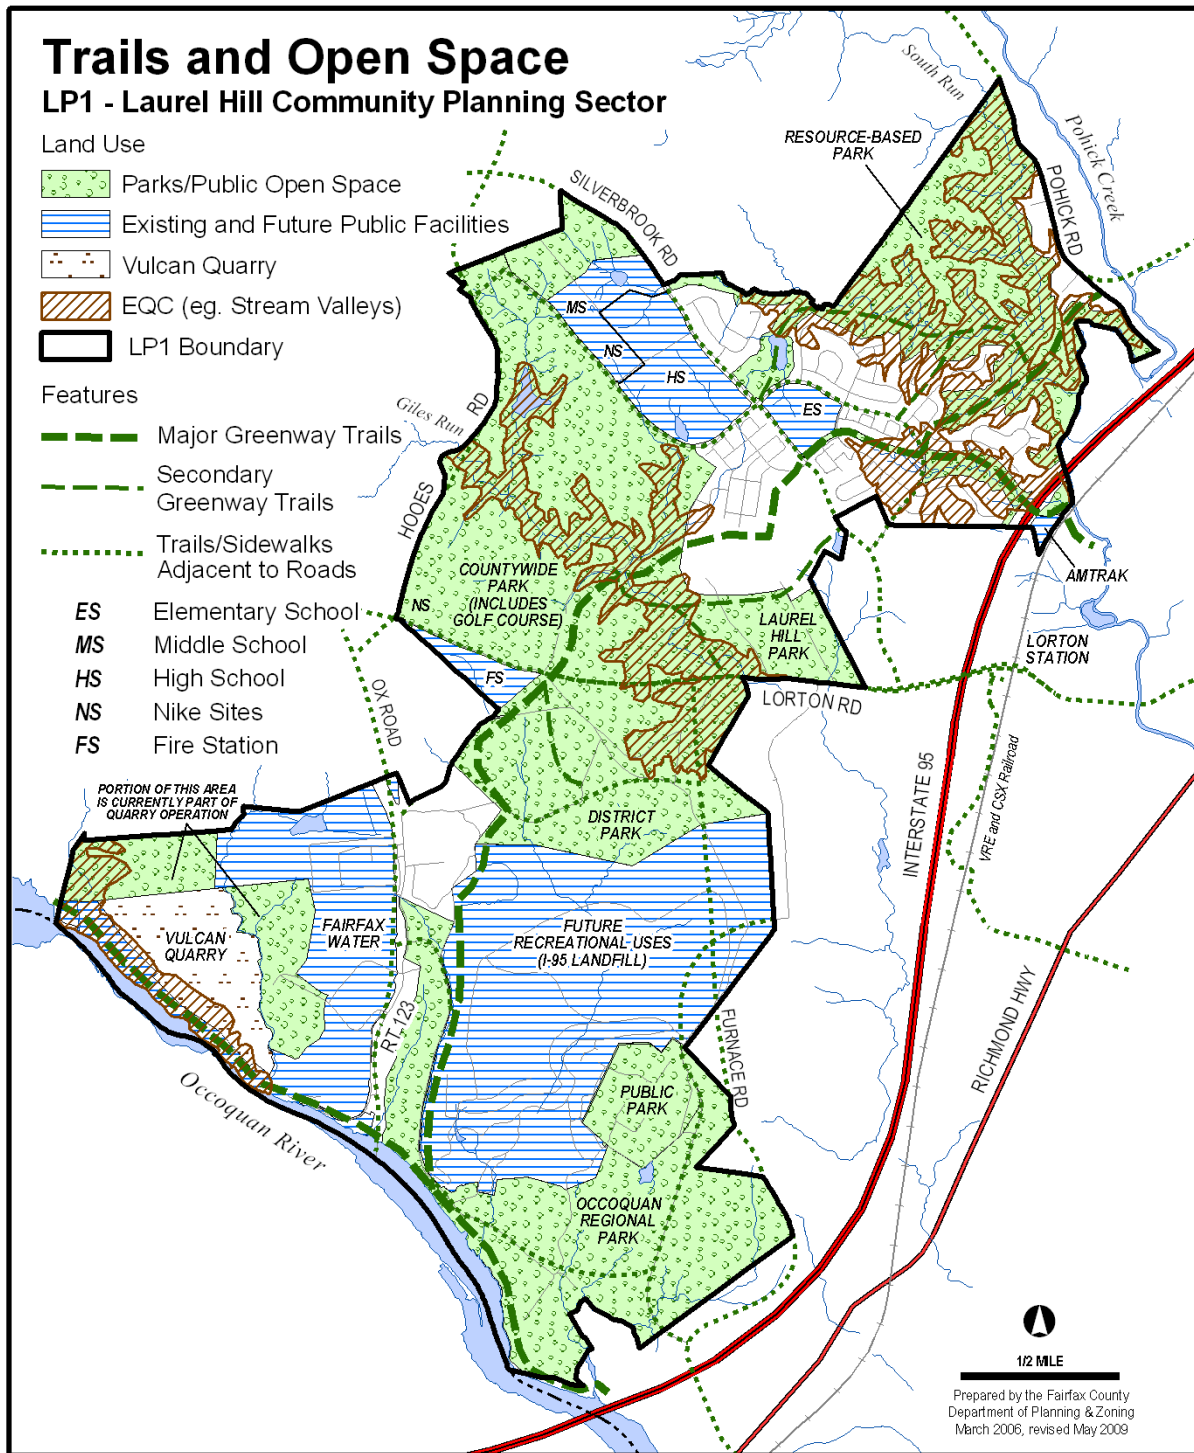 Trails and Open Space
LP1 - Laurel Hill Community Planning Sector
Land Use
Parks/Public Open Space
Existing and Future Public Facilities
Vulcan Quarry
EQC (eg. Stream Valleys)
LP1 Boundary
Features
Major Greenway Trails
Secondary
Greenway Trails
Trails/Sidewalks
Adjacent to Roads
ES Elementary School
MS Middle School
HS High School
NS Nike Sites
FS Fire Station
South Run
Pohick Creek
RESOURCE-BASED
PARK
POHICK RD
SILVERBROOK RD
MS
NS
HS
ES
Giles Run
HOOES RD
COUNTYWIDE
PARK
(INCLUDES
GOLF COURSE)
NS
FS
LAUREL
HILL
PARK
AMTRAK
LORTON
STATION
LORTON RD
OX ROAD
PORTION OF THIS AREA
IS CURRENTLY PART OF
QUARRY OPERATION
DISTRICT
PARK
INTERSTATE 95
VRE and CSX Railroad
VULCAN
QUARRY
FAIRFAX
WATER
FUTURE
RECREATIONAL USES
(I-95 LANDFILL)
RT. 123
FURNACE RD
RICHMOND HWY
PUBLIC
PARK
Occoquan River
OCCOQUAN
REGIONAL
PARK
1/2 MILE
Prepared by the Fairfax County
Department of Planning & Zoning
March 2006, revised May 2009